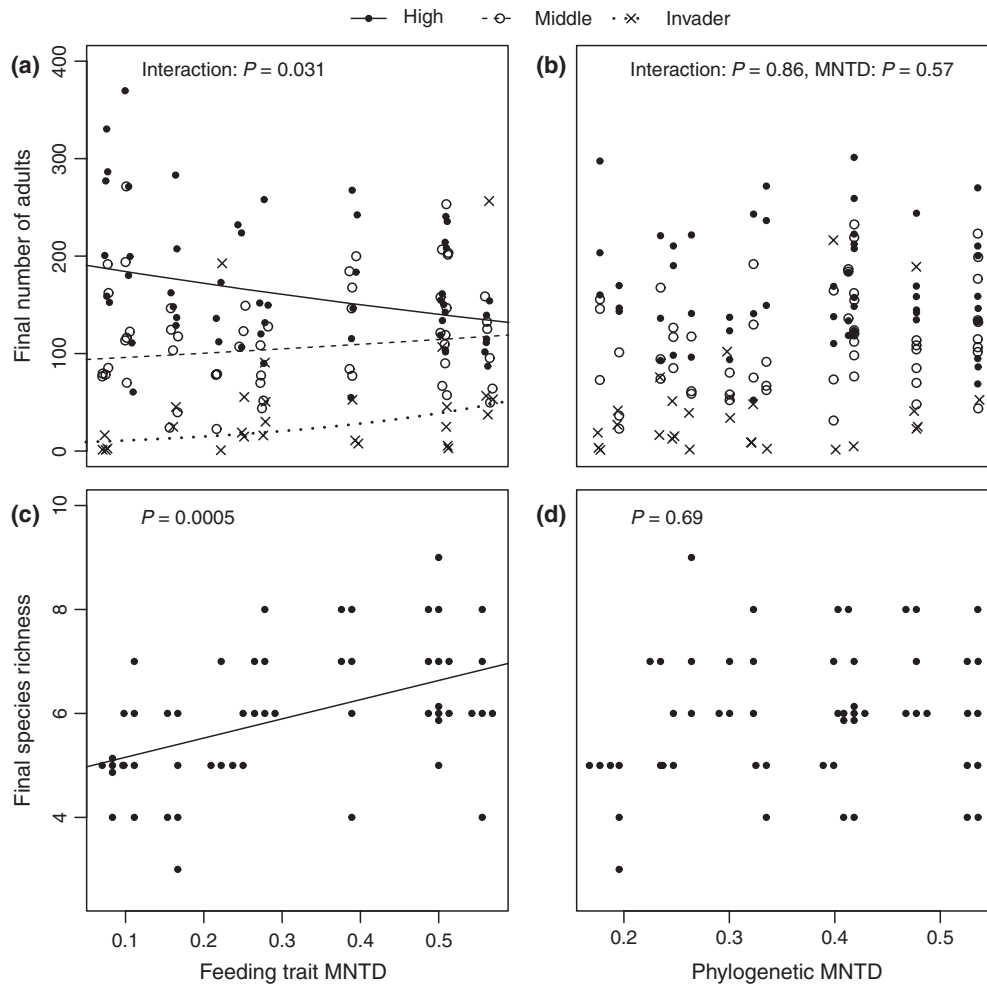 High Middle Invader
(a) Interaction: P = 0.031
(b) Interaction: P = 0.86, MNTD: P = 0.57
Final number of adults
400
300
200
100
0
(c) P = 0.0005
(d) P = 0.69
Final species richness
10
8
6
4
0.1 0.2 0.3 0.4 0.5
0.2 0.3 0.4 0.5
Feeding trait MNTD
Phylogenetic MNTD